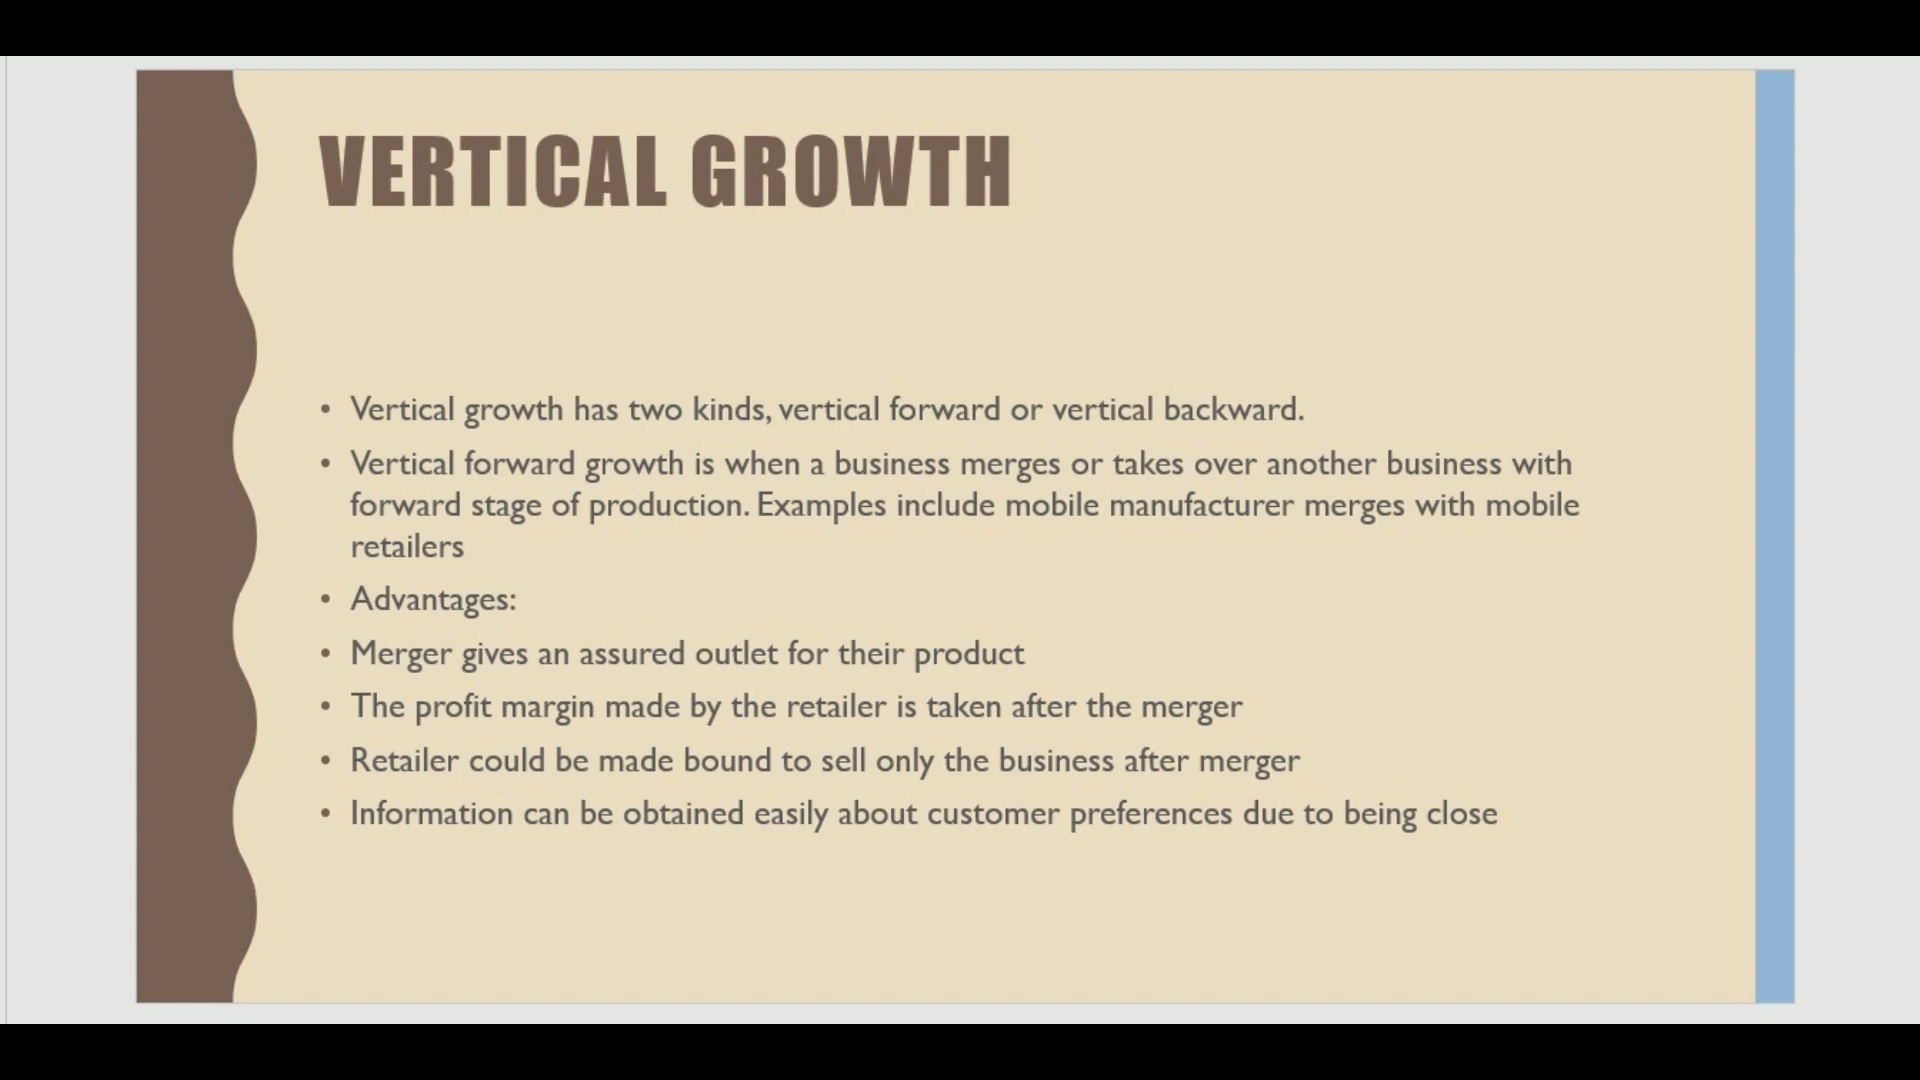 VERTICAL GROWTH
• Vertical growth has two kinds, vertical forward or vertical backward.
• Vertical forward growth is when a business merges or takes over another business with
forward stage of production. Examples include mobile manufacturer merges with mobile
retailers
• Advantages:
• Merger gives an assured outlet for their product
• The profit margin made by the retailer is taken after the merger
• Retailer could be made bound to sell only the business after merger
• Information can be obtained easily about customer preferences due to being close